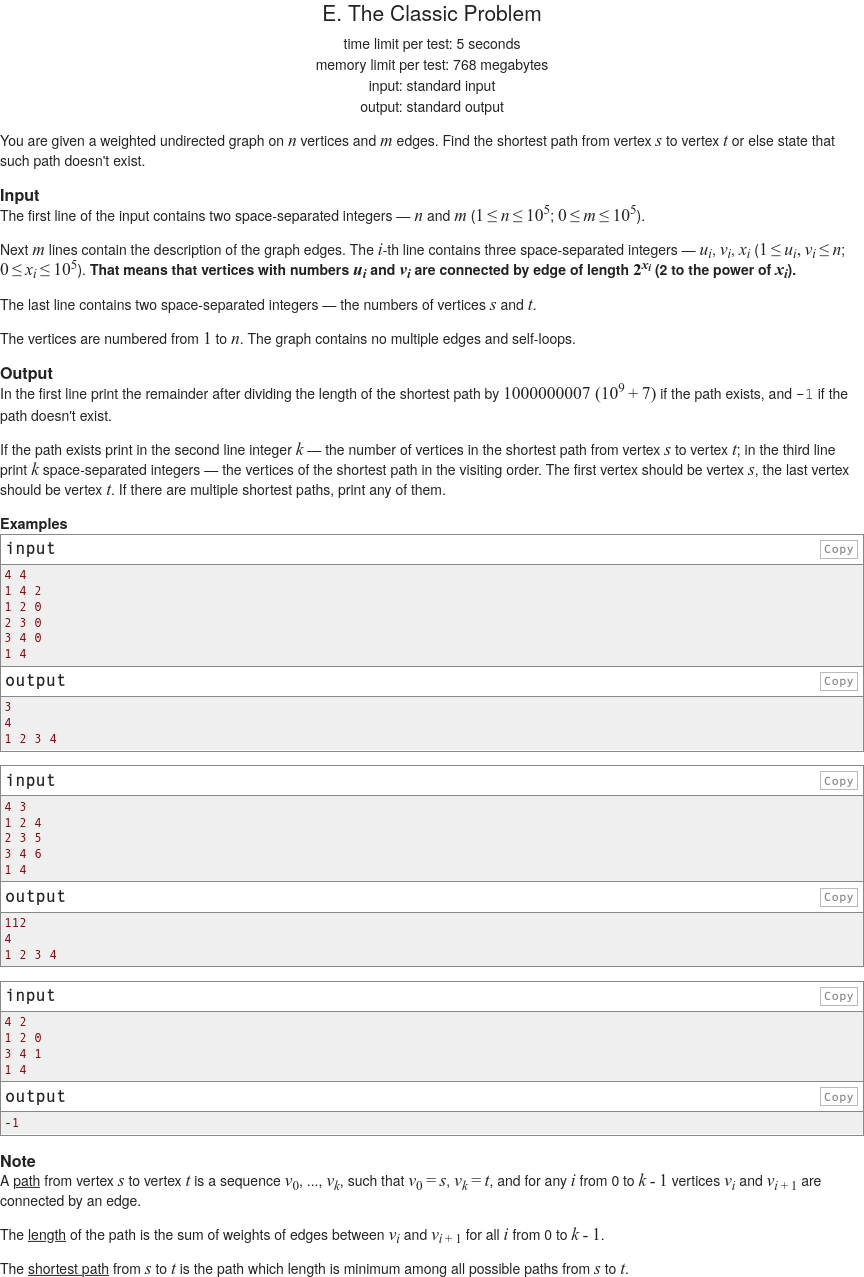 E. The Classic Problem
time limit per test: 5 seconds
memory limit per test: 768 megabytes
input: standard input
output: standard output
You are given a weighted undirected graph on n vertices and m edges. Find the shortest path from vertex s to vertex t or else state that
such path doesn't exist.
Input
The first line of the input contains two space-separated integers — n and m (1 ≤ n ≤ 10^5; 0 ≤ m ≤ 10^5).
Next m lines contain the description of the graph edges. The i-th line contains three space-separated integers — u_i, v_i, x_i (1 ≤ u_i, v_i ≤ n;
0 ≤ x_i ≤ 10^5). That means that vertices with numbers u_i and v_i are connected by edge of length 2^{x_i} (2 to the power of x_i).
The last line contains two space-separated integers — the numbers of vertices s and t.
The vertices are numbered from 1 to n. The graph contains no multiple edges and self-loops.
Output
In the first line print the remainder after dividing the length of the shortest path by 1000000007 (10^9 + 7) if the path exists, and -1 if the
path doesn't exist.
If the path exists print in the second line integer k — the number of vertices in the shortest path from vertex s to vertex t; in the third line
print k space-separated integers — the vertices of the shortest path in the visiting order. The first vertex should be vertex s, the last vertex
should be vertex t. If there are multiple shortest paths, print any of them.
Examples
input Copy
4 4
1 4 2
1 2 0
2 3 0
3 4 0
1 4
output Copy
3
4
1 2 3 4
input Copy
4 3
1 2 4
2 3 5
3 4 6
1 4
output Copy
112
4
1 2 3 4
input Copy
4 2
1 2 0
3 4 1
1 4
output Copy
-1
Note
A path from vertex s to vertex t is a sequence v_0, ..., v_k, such that v_0 = s, v_k = t, and for any i from 0 to k - 1 vertices v_i and v_{i + 1} are
connected by an edge.
The length of the path is the sum of weights of edges between v_i and v_{i + 1} for all i from 0 to k - 1.
The shortest path from s to t is the path which length is minimum among all possible paths from s to t.